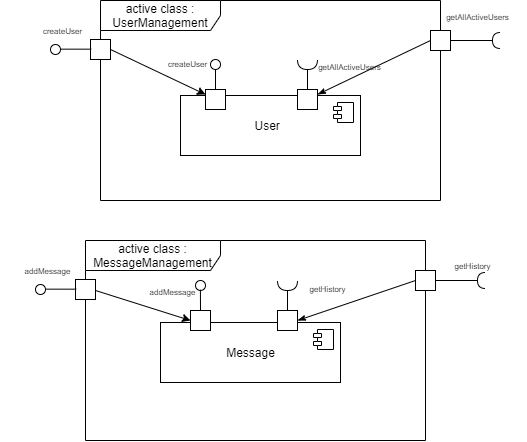 active class :
UserManagement
createUser
getAllActiveUsers
createUser
getAllActiveUsers
User
active class :
MessageManagement
addMessage
getHistory
addMessage
getHistory
Message